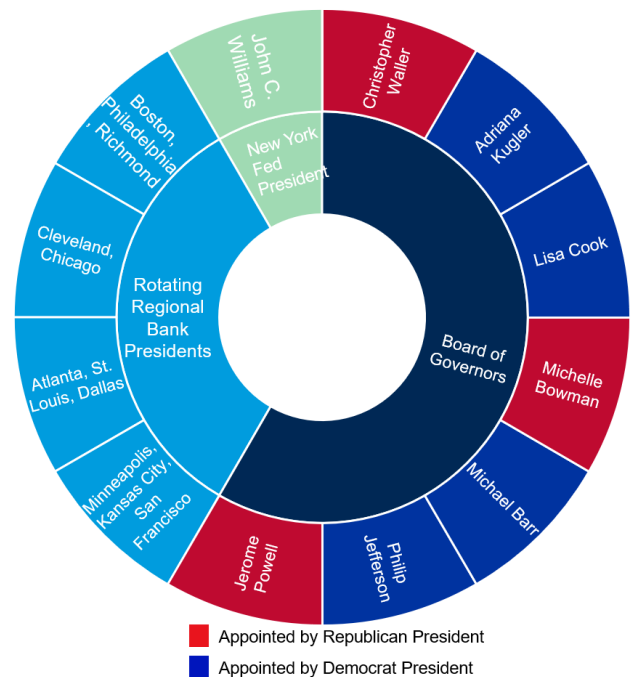 John C.
Williams
Christopher
Waller
Adriana
Kugler
Lisa Cook
Michelle
Bowman
Michael Barr
Philip
Jefferson
Jerome
Powell
Minneapolis,
Kansas City,
San
Francisco
Atlanta, St.
Louis, Dallas
Cleveland,
Chicago
Boston,
Philadelphia
, Richmond
New York
Fed
President
Board of
Governors
Rotating
Regional
Bank
Presidents
Appointed by Republican President
Appointed by Democrat President